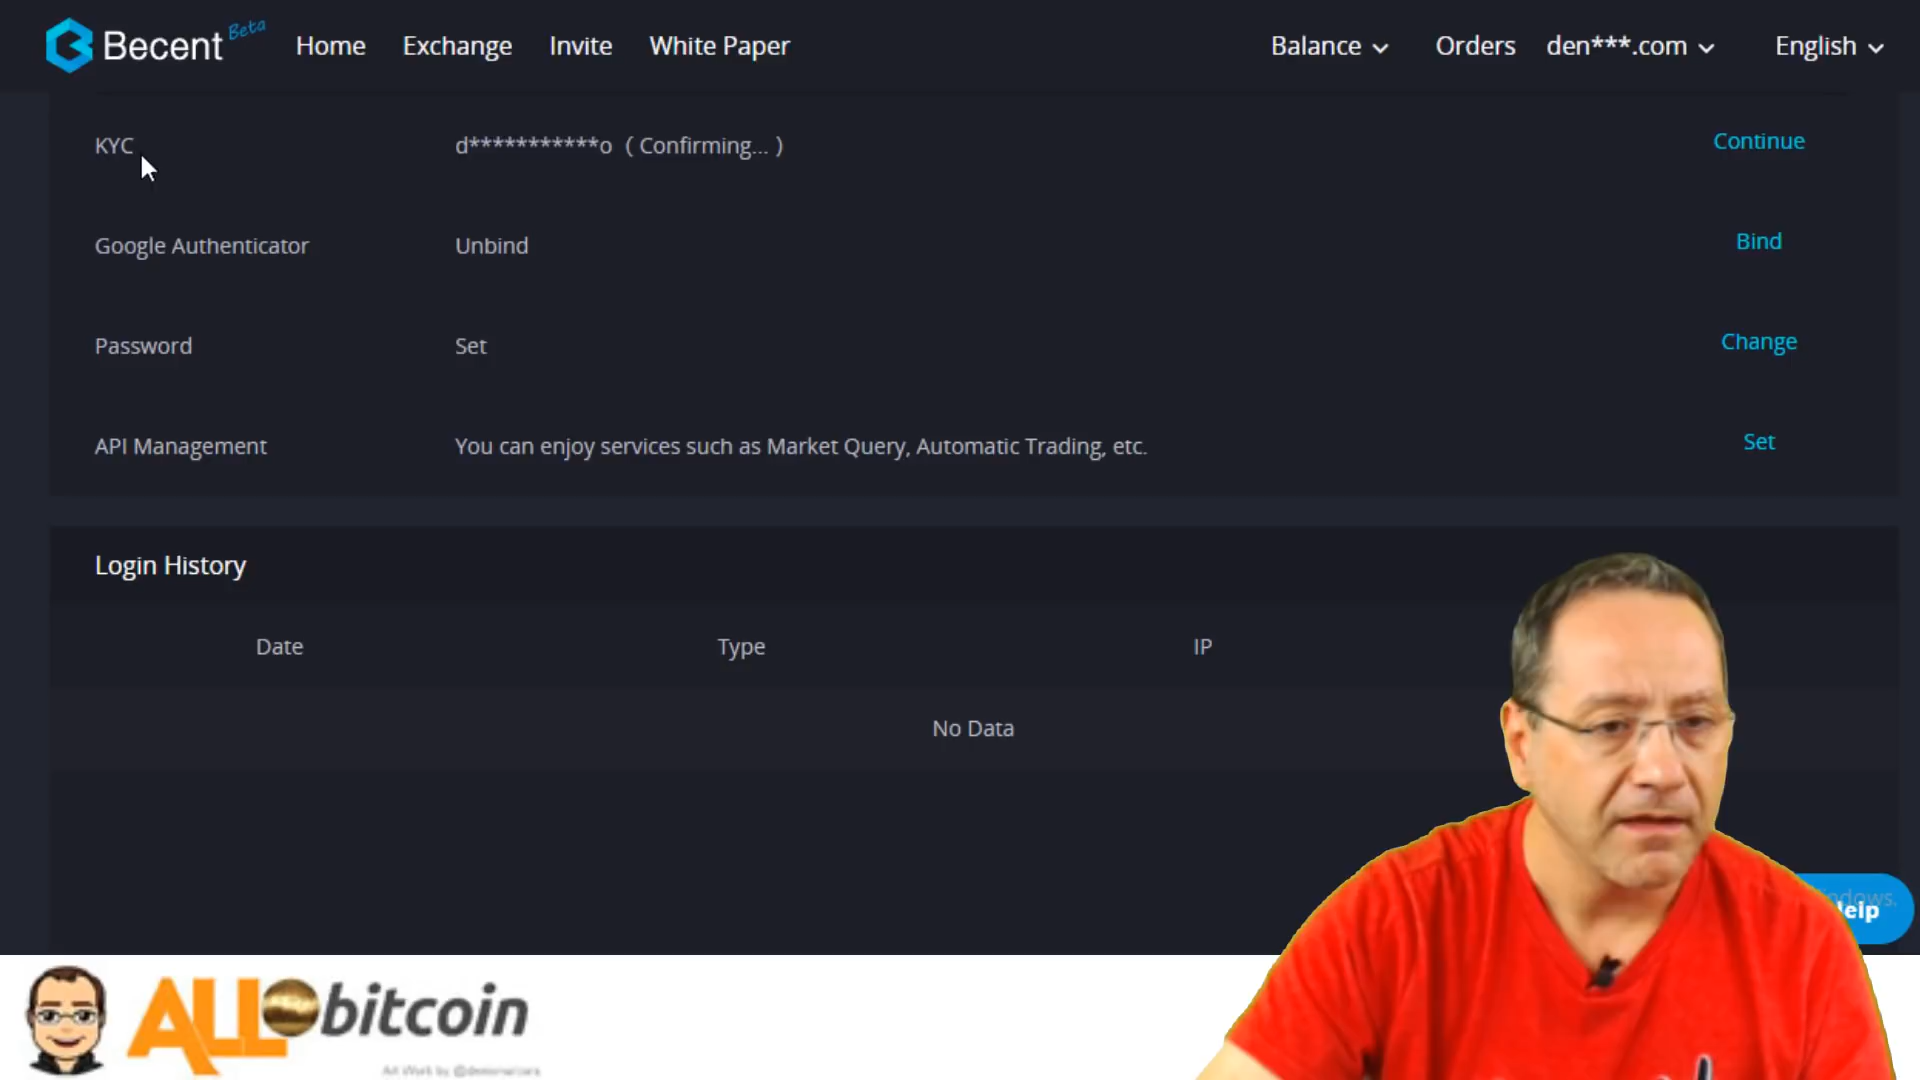 Becent Beta Home Exchange Invite White Paper Balance Orders den***.com English
KYC d***********o ( Confirming... ) Continue
Google Authenticator Unbind Bind
Password Set Change
API Management You can enjoy services such as Market Query, Automatic Trading, etc. Set
Login History
Date Type IP
No Data
ALLObitcoin